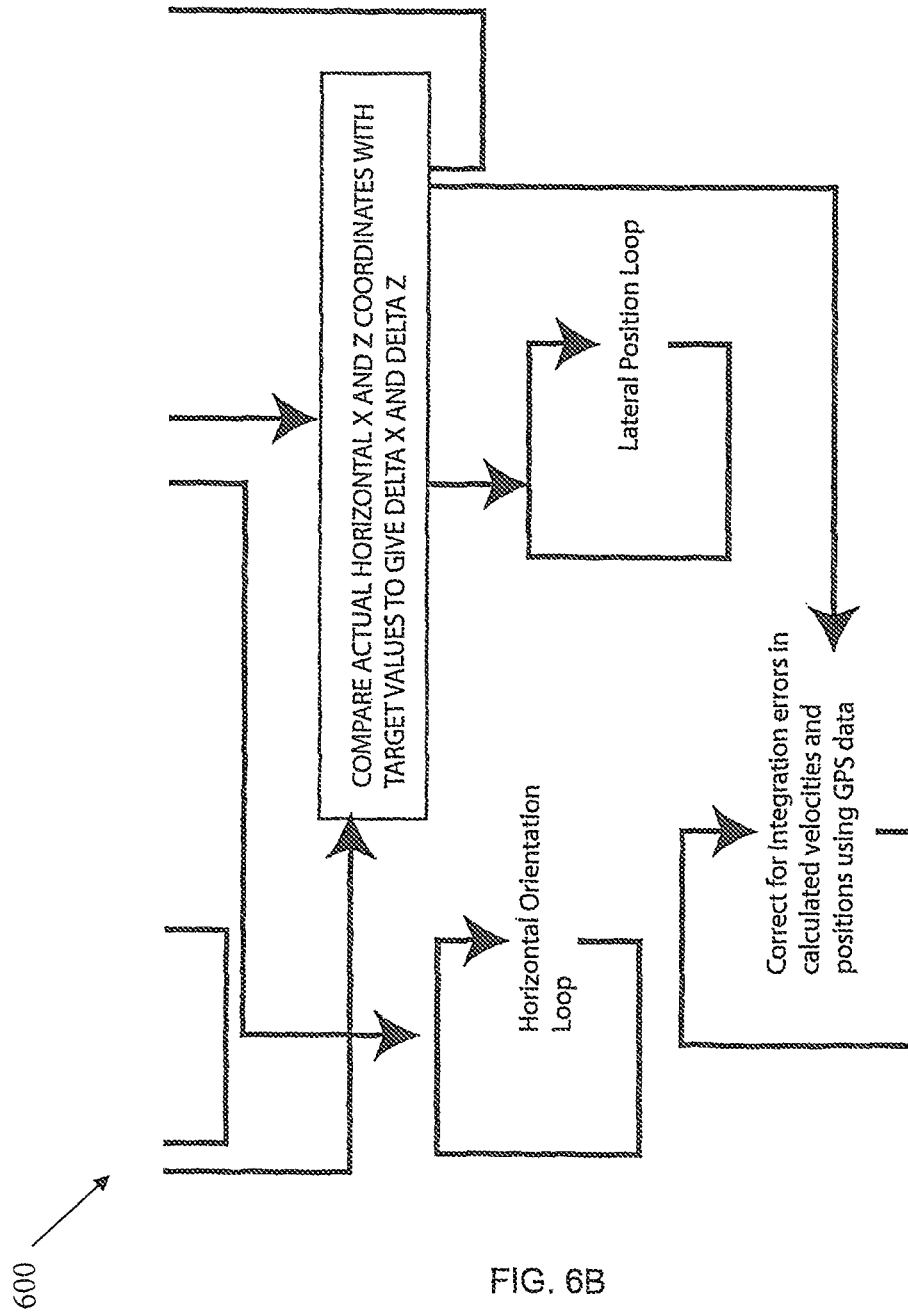 600
COMPARE ACTUAL HORIZONTAL X AND Z COORDINATES WITH
TARGET VALUES TO GIVE DELTA X AND DELTA Z
Horizontal Orientation
Loop
Lateral Position Loop
Correct for Integration errors in
calculated velocities and
positions using GPS data
FIG. 6B